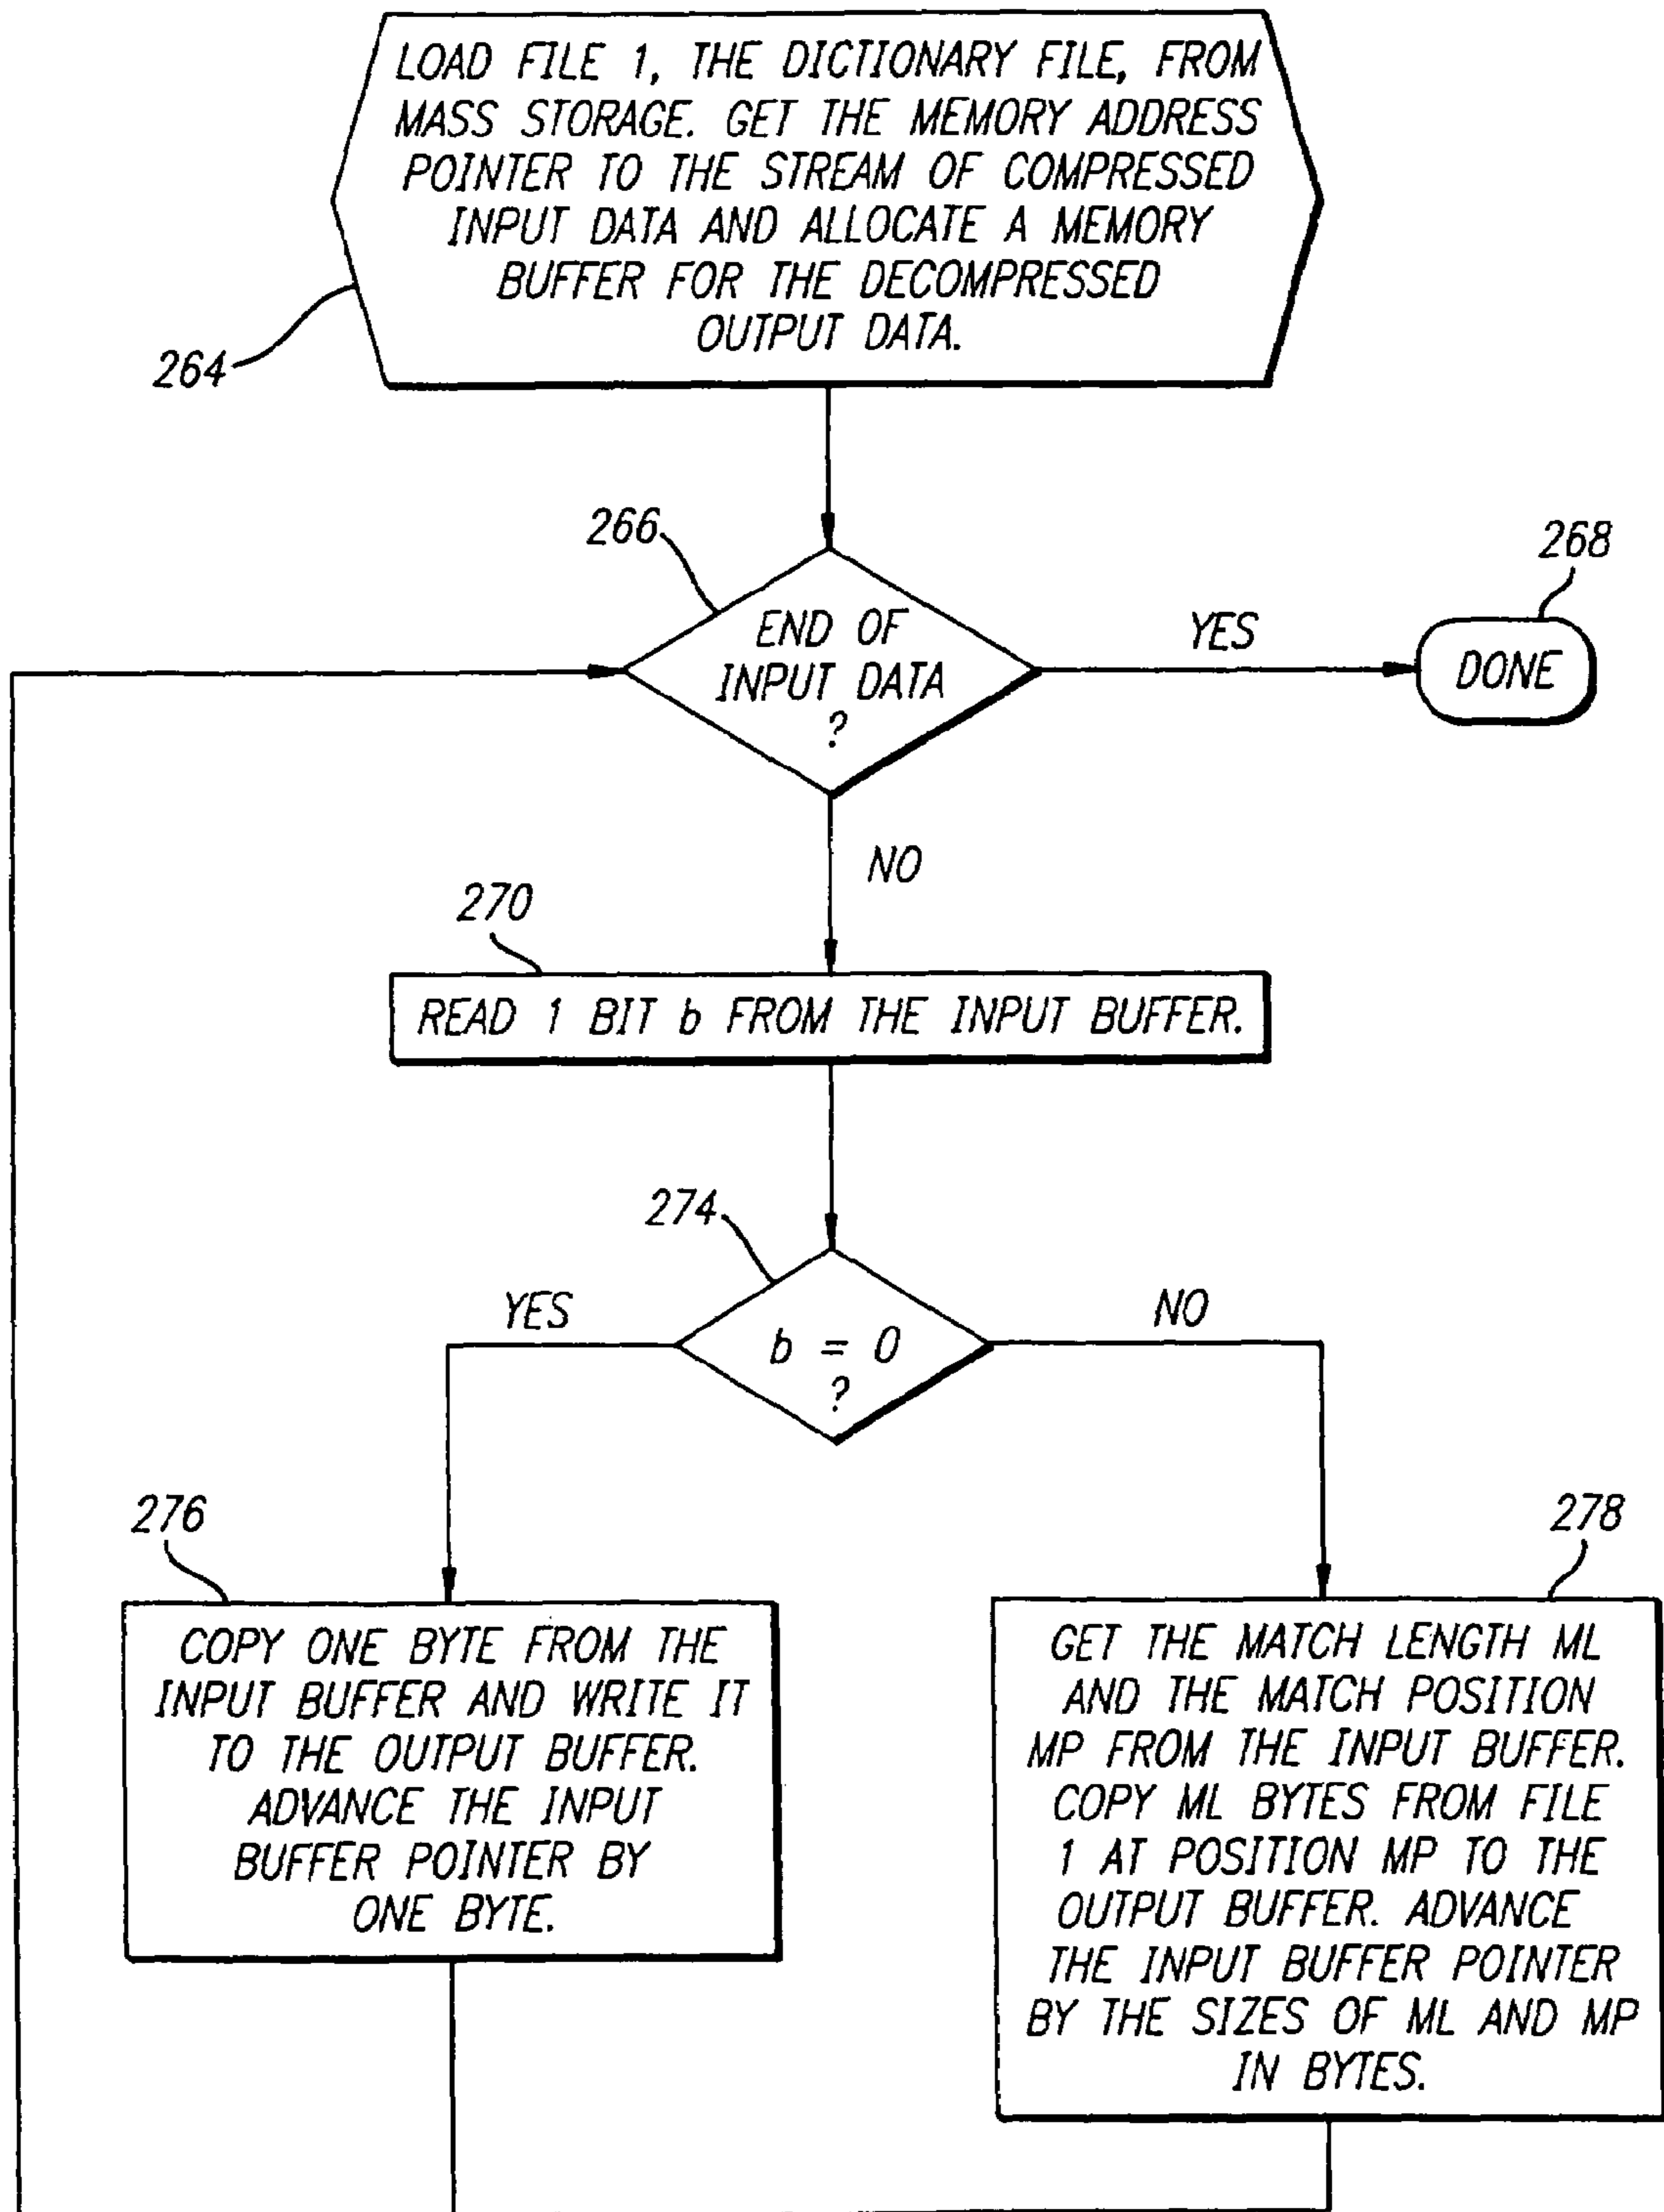 LOAD FILE 1, THE DICTIONARY FILE, FROM
MASS STORAGE. GET THE MEMORY ADDRESS
POINTER TO THE STREAM OF COMPRESSED
INPUT DATA AND ALLOCATE A MEMORY
BUFFER FOR THE DECOMPRESSED
OUTPUT DATA.
264
266
268
END OF
INPUT DATA
?
YES
DONE
NO
270
READ 1 BIT b FROM THE INPUT BUFFER.
274
YES
NO
b = 0
?
276
278
COPY ONE BYTE FROM THE
INPUT BUFFER AND WRITE IT
TO THE OUTPUT BUFFER.
ADVANCE THE INPUT
BUFFER POINTER BY
ONE BYTE.
GET THE MATCH LENGTH ML
AND THE MATCH POSITION
MP FROM THE INPUT BUFFER.
COPY ML BYTES FROM FILE
1 AT POSITION MP TO THE
OUTPUT BUFFER. ADVANCE
THE INPUT BUFFER POINTER
BY THE SIZES OF ML AND MP
IN BYTES.